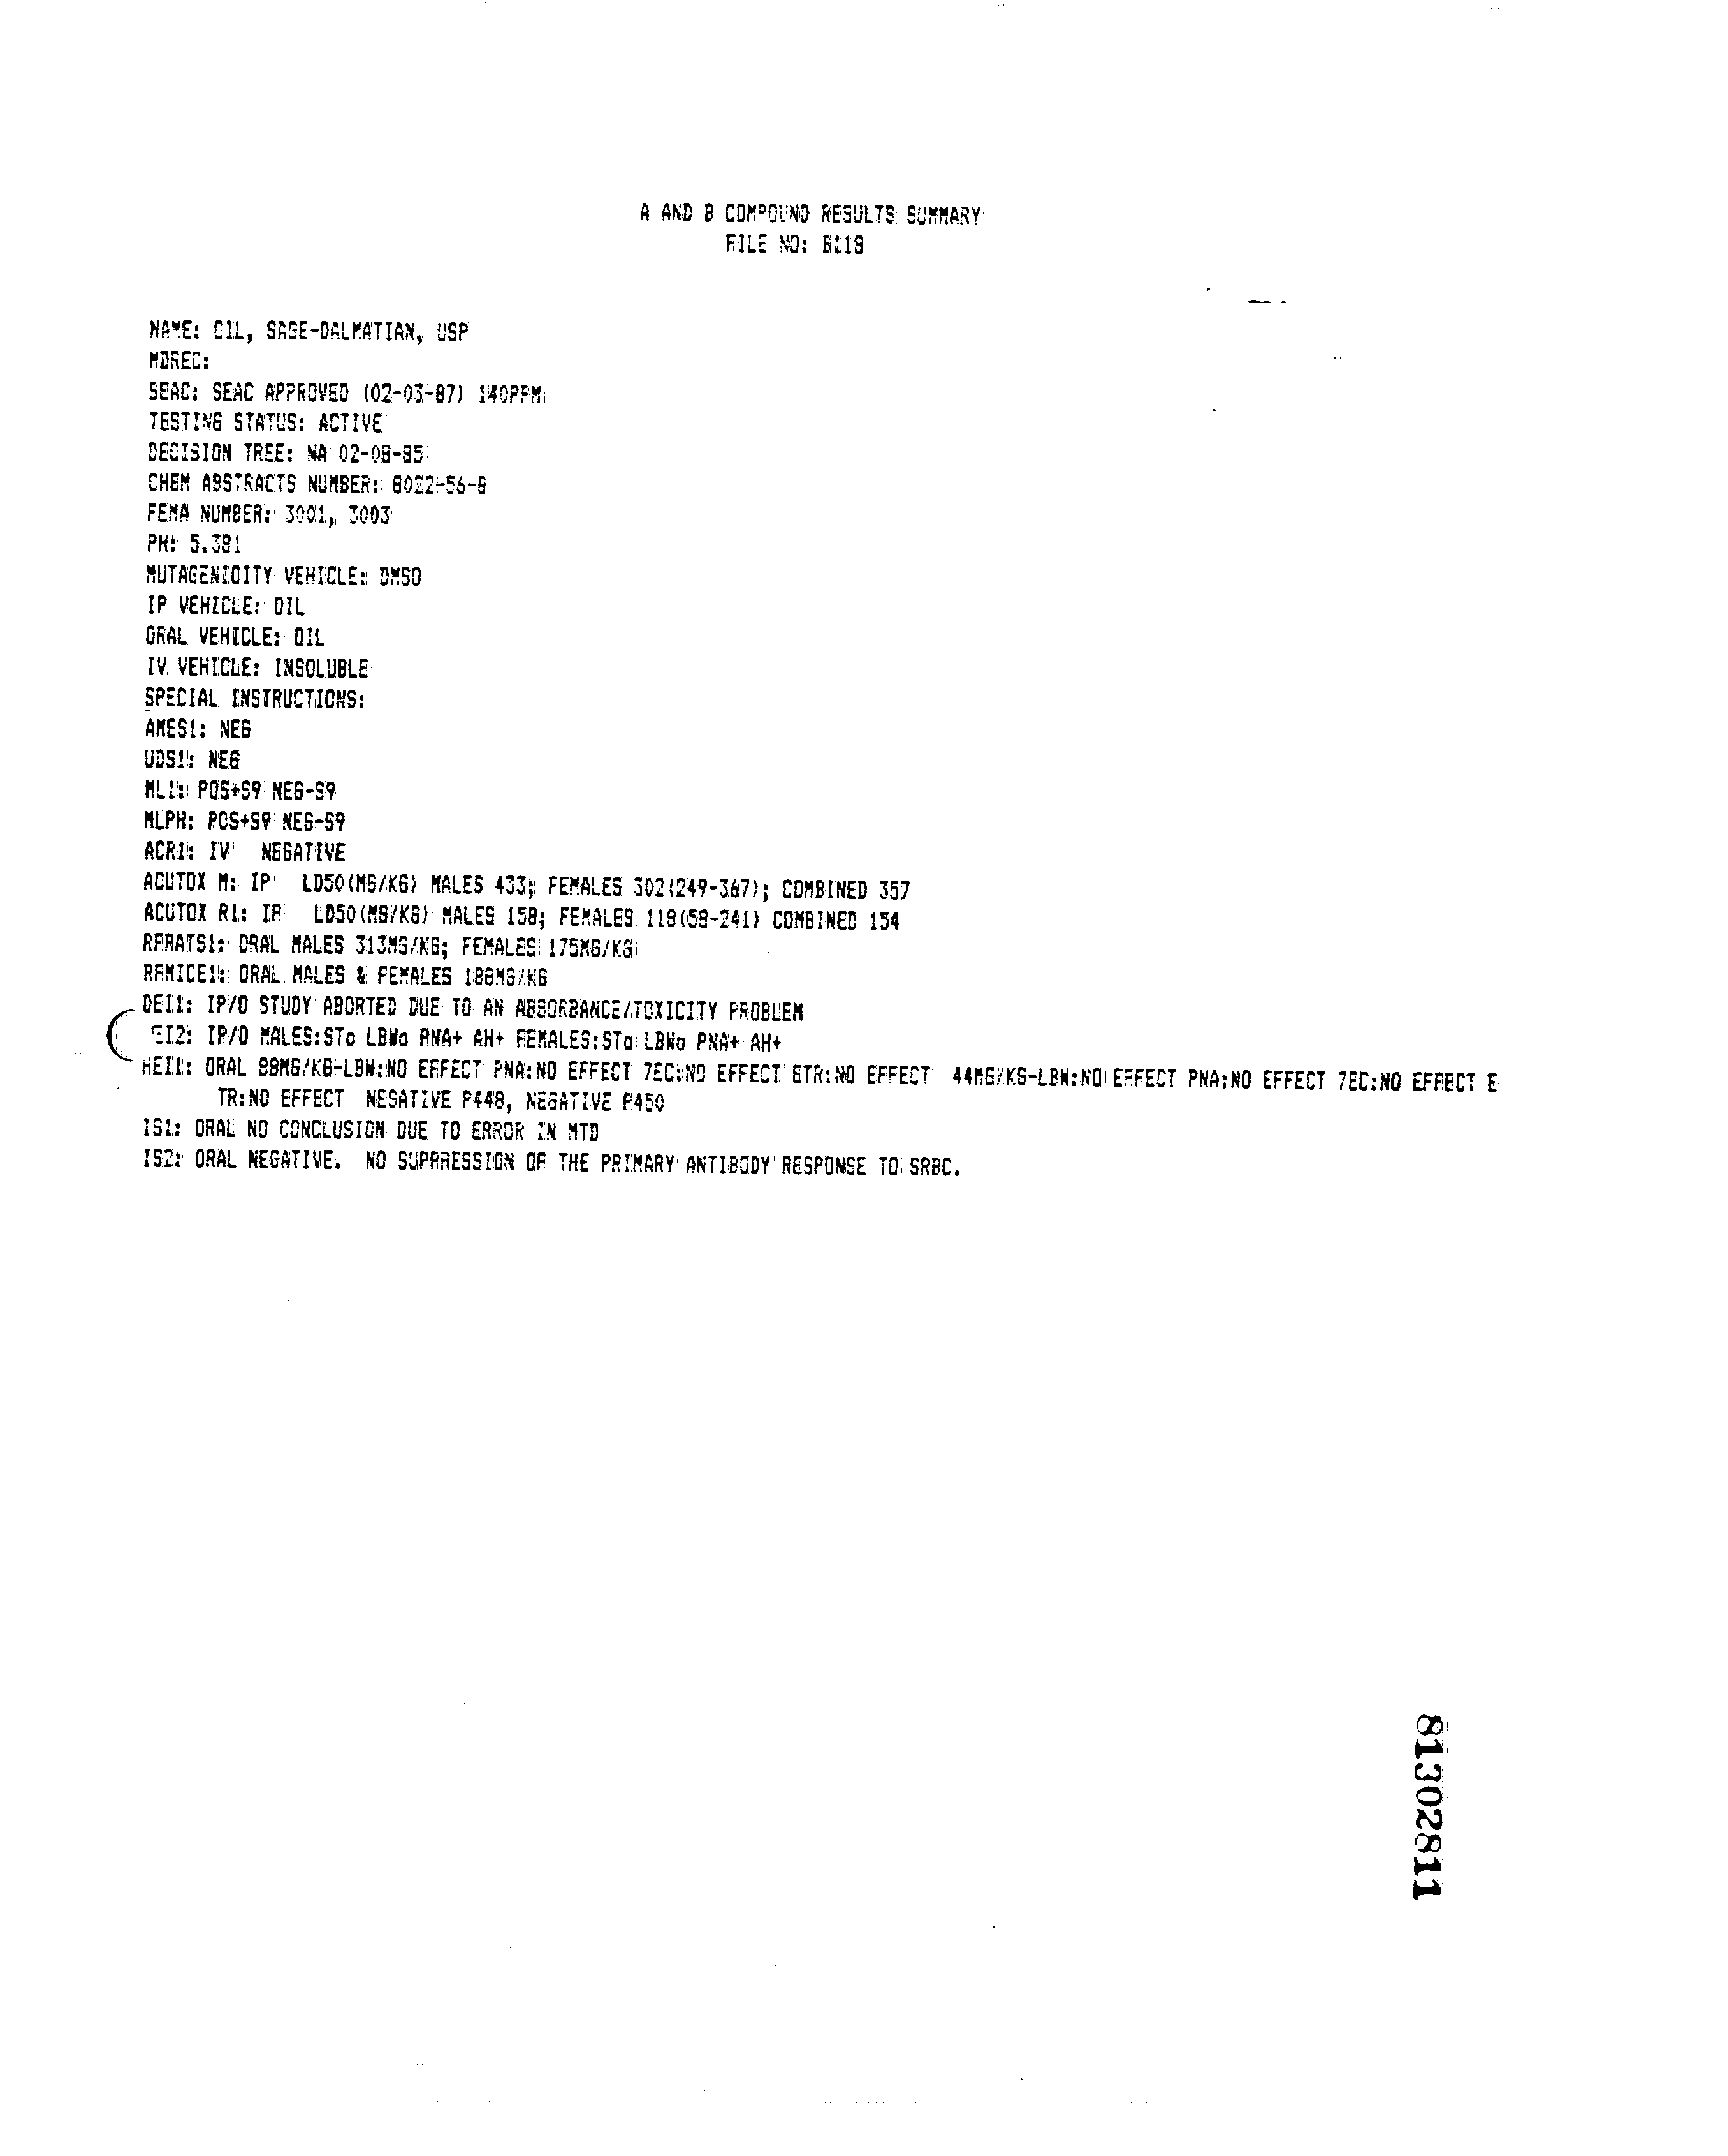 A AND B COMPOUND RESULTS SUMMARY
FILE NO: B118
NAME: OIL, SAGE-DALMATIAN, USP
MDREC:
SEAC: SEAC APPROVED (02-03-87) 140PPM
TESTING STATUS: ACTIVE
DECISION TREE: NA 02-08-85
CHEM ABSTRACTS NUMBER: 8022-56-8
FEMA NUMBER: 3001, 3003
PH: 5.381
MUTAGENICITY VEHICLE: DMSO
IP VEHICLE: OIL
ORAL VEHICLE: OIL
IV VEHICLE: INSOLUBLE
SPECIAL INSTRUCTIONS:
AMES1: NEG
UDS1: NEG
ML1: POS+S9 NEG-S9
MLPH: POS+S9 NEG-S9
ACR1: IV NEGATIVE
ACUTOX M: IP LD50(MG/KG) MALES 433; FEMALES 302(249-367); COMBINED 357
ACUTOX R1: IP LD50(MG/KG) MALES 158; FEMALES 118(58-241) COMBINED 154
RFRATS1: ORAL MALES 313MG/KG; FEMALES 175MG/KG
RFMICE1: ORAL MALES & FEMALES 188MG/KG
DEI1: IP/O STUDY ABORTED DUE TO AN ABSORBANCE/TOXICITY PROBLEM
EI2: IP/O MALES:STo LBWo PNA+ AH+ FEMALES:STo LBWo PNA+ AH+
HEI1: ORAL 88MG/KG-LBW:NO EFFECT PNA:NO EFFECT 7EC:NO EFFECT ETR:NO EFFECT 44MG/KG-LBW:NO EFFECT PNA:NO EFFECT 7EC:NO EFFECT E
TR:NO EFFECT NEGATIVE P448, NEGATIVE P450
IS1: ORAL NO CONCLUSION DUE TO ERROR IN MTD
IS2: ORAL NEGATIVE. NO SUPPRESSION OF THE PRIMARY ANTIBODY RESPONSE TO SRBC.
81302811